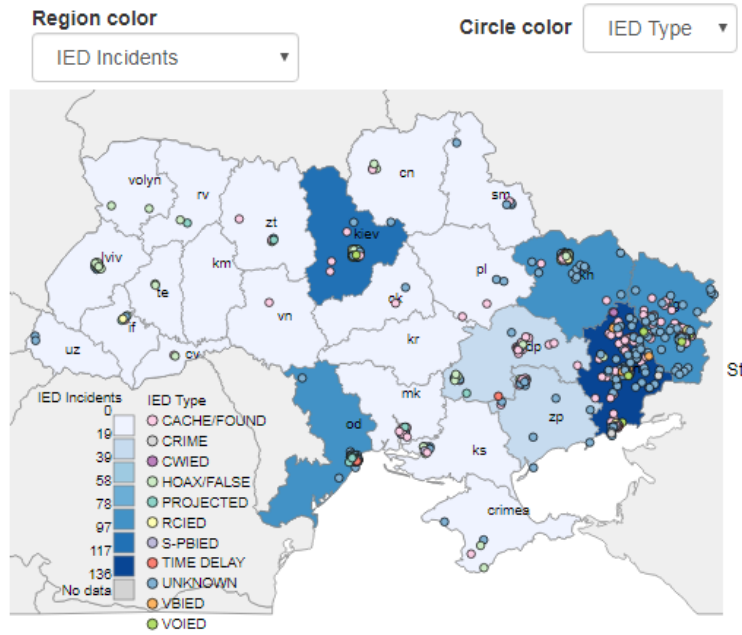 Region color
Circle color
IED Type
IED Incidents
volyn
rv
zt
cn
sm
kiev
lviv
te
km
pl
kh
vn
ck
if
uz
cv
kr
dp
mk
od
zp
ks
crimea
St
IED Incidents
0
19
39
58
78
97
117
136
No data
IED Type
CACHE/FOUND
CRIME
CWIED
HOAX/FALSE
PROJECTED
RCIED
S-PBIED
TIME DELAY
UNKNOWN
VBIED
VOIED